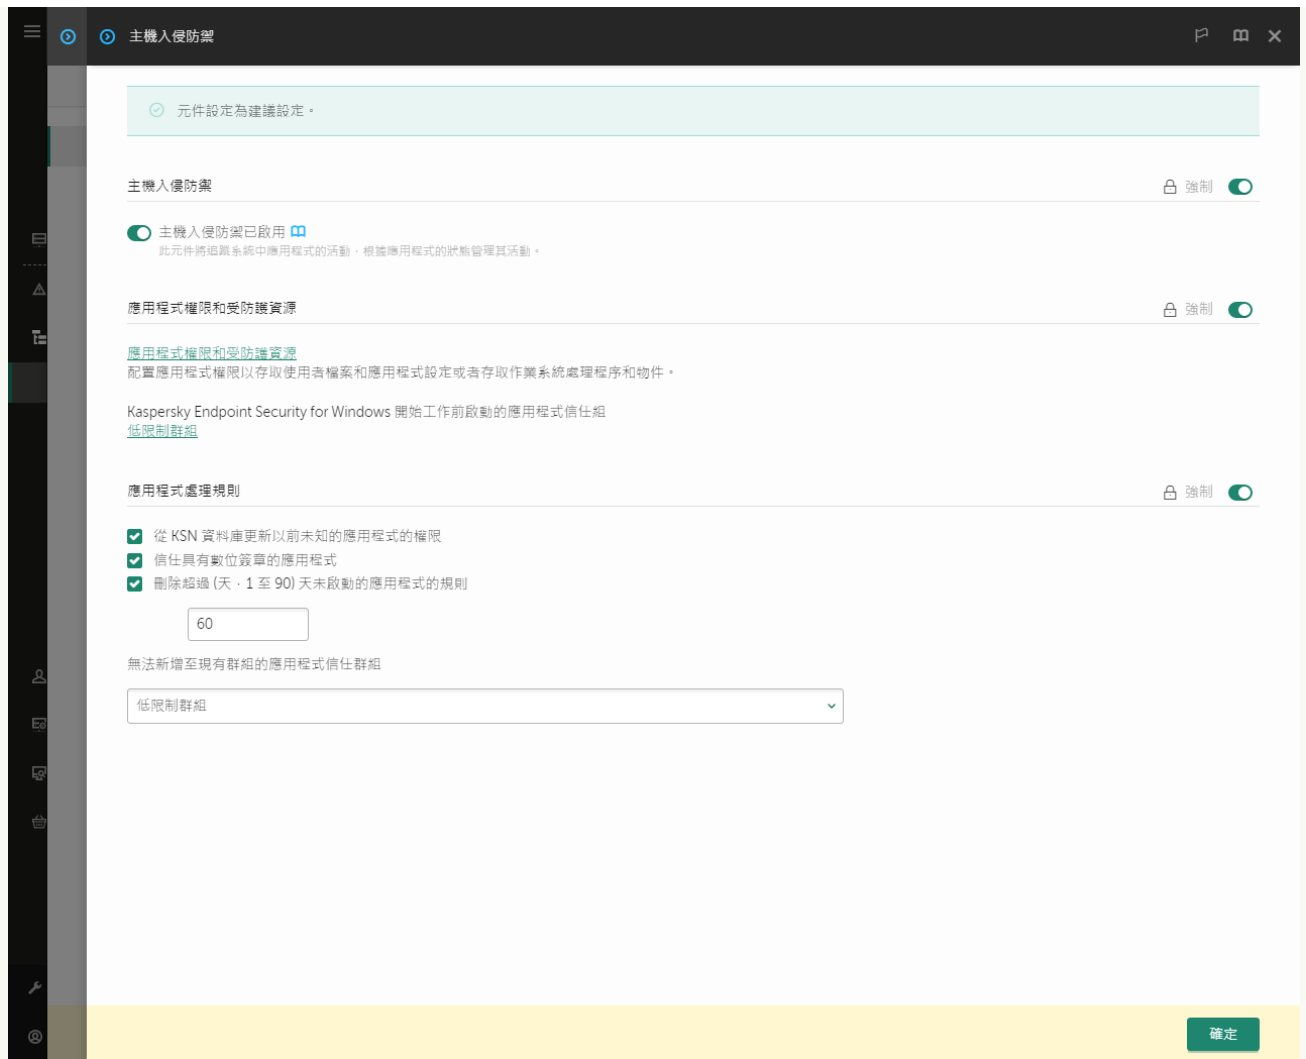 主機入侵防禦
元件設定為建議設定。
主機入侵防禦
強制
主機入侵防禦已啟用
此元件將追蹤系統中應用程式的活動，根據應用程式的狀態管理其活動。
應用程式權限和受防護資源
強制
應用程式權限和受防護資源
配置應用程式權限以存取使用者檔案和應用程式設定或者存取作業系統處理程序和物件。
Kaspersky Endpoint Security for Windows 開始工作前啟動的應用程式信任組
低限制群組
應用程式處理規則
強制
從 KSN 資料庫更新以前未知的應用程式的權限
信任具有數位簽章的應用程式
刪除超過 (天，1 至 90) 天未啟動的應用程式的規則
60
無法新增至現有群組的應用程式信任群組
低限制群組
確定